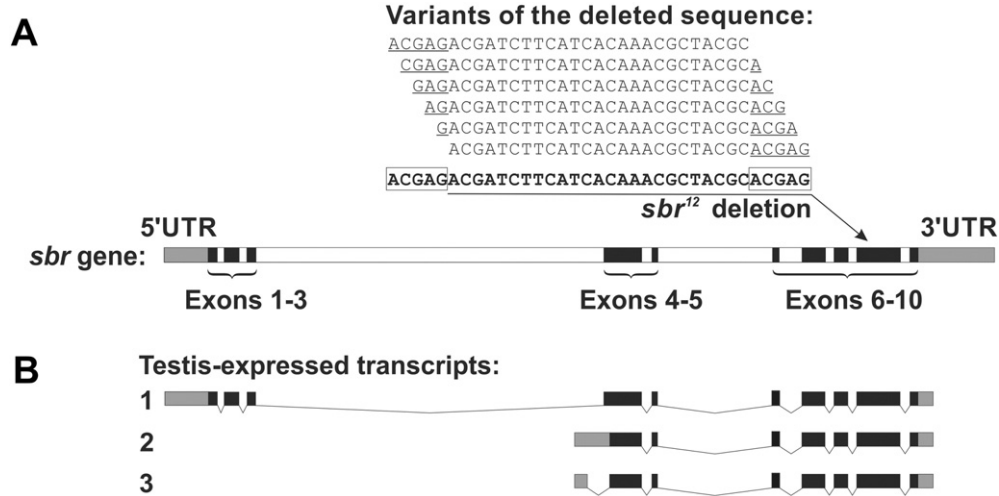 A
Variants of the deleted sequence:
ACGAGACGATCTTCATCACAAACGCTACGC
CGAGACGATCTTCATCACAAACGCTACGCA
GAGACGATCTTCATCACAAACGCTACGCAC
AGACGATCTTCATCACAAACGCTACGCACG
GACGATCTTCATCACAAACGCTACGCACGA
ACGATCTTCATCACAAACGCTACGCACGAG
ACGAGACGATCTTCATCACAAACGCTACGCACGAG
sbr12 deletion
5'UTR 3'UTR
sbr gene:
Exons 1-3 Exons 4-5 Exons 6-10
B
Testis-expressed transcripts:
1
2
3